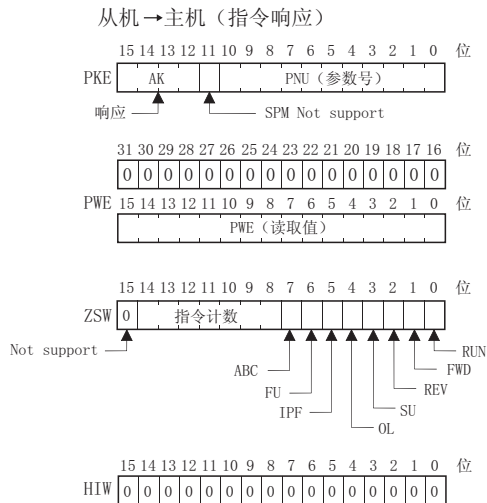 从机→主机（指令响应）
15 14 13 12 11 10 9 8 7 6 5 4 3 2 1 0 位
PKE AK PNU（参数号）
响应 SPM Not support
31 30 29 28 27 26 25 24 23 22 21 20 19 18 17 16 位
0 0 0 0 0 0 0 0 0 0 0 0 0 0 0 0
PWE 15 14 13 12 11 10 9 8 7 6 5 4 3 2 1 0 位
PWE（读取值）
15 14 13 12 11 10 9 8 7 6 5 4 3 2 1 0 位
ZSW 0 指令计数
Not support RUN
ABC FWD
FU REV
IPF SU
OL
15 14 13 12 11 10 9 8 7 6 5 4 3 2 1 0 位
HIW 0 0 0 0 0 0 0 0 0 0 0 0 0 0 0 0